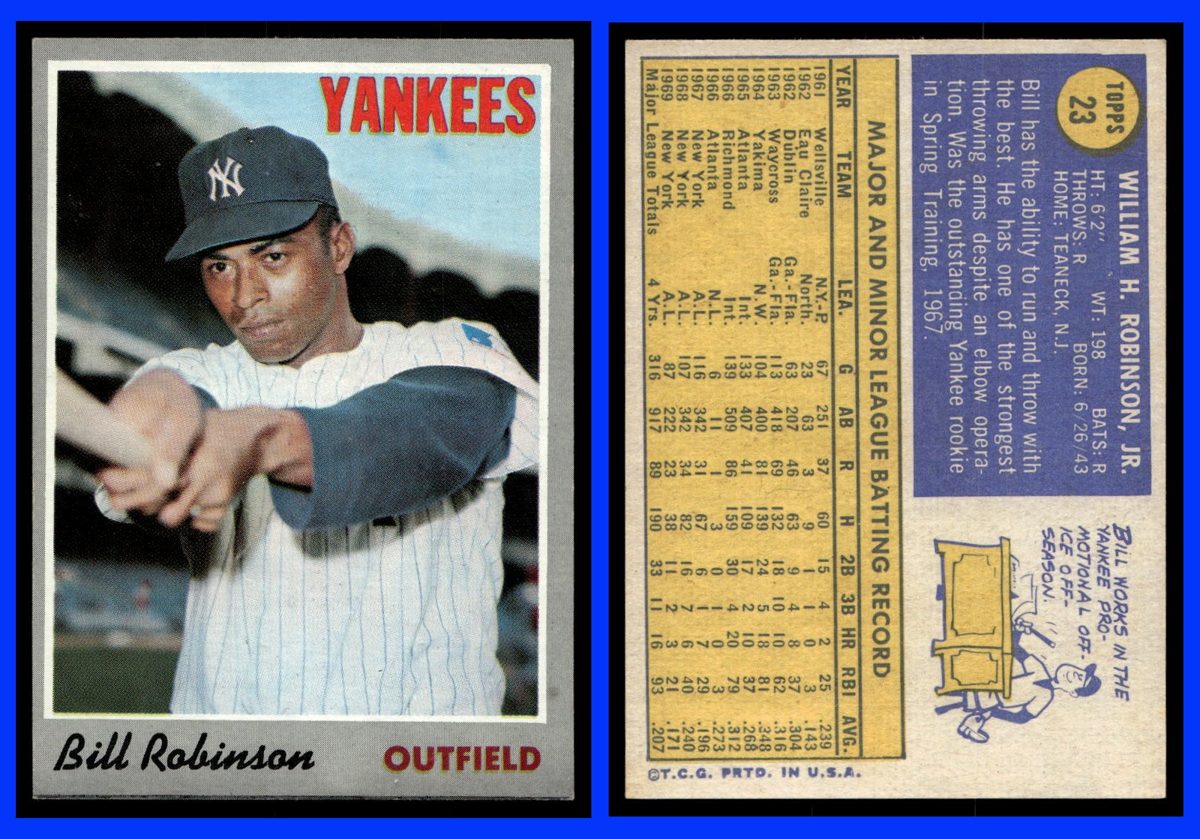 YANKEES
NY
Bill Robinson OUTFIELD
TOPPS
23
WILLIAM H. ROBINSON, JR.
HT: 6'2" WT: 198 BATS: R
THROWS: R BORN: 6/26/43
HOME: TEANECK, N.J.
Bill has the ability to run and throw with
the best. He has one of the strongest
throwing arms despite an elbow opera-
tion. Was the outstanding Yankee rookie
in Spring Training, 1967.
BILL WORKS IN THE
YANKEE PRO-
MOTIONAL OFF-
ICE OFF-
SEASON.
MAJOR AND MINOR LEAGUE BATTING RECORD
YEAR TEAM LEA. G AB R H 2B 3B HR RBI AVG.
1961 Wellsville N.Y.-P. 67 251 37 60 15 4 2 25 .239
1962 Eau Claire North. 23 63 3 9 1 0 0 3 .143
1962 Dublin Ga.-Fla. 63 207 46 63 9 4 8 37 .304
1963 Waycross Ga.-Fla. 113 418 69 132 18 10 10 62 .316
1964 Yakima N.W. 104 400 81 139 24 5 18 81 .348
1965 Atlanta Int. 133 407 41 109 17 2 10 37 .268
1966 Richmond Int. 139 509 86 159 30 4 20 79 .312
1966 Atlanta N.L. 6 11 1 3 0 1 0 3 .273
1967 New York A.L. 116 342 31 67 6 1 7 29 .196
1968 New York A.L. 107 342 34 82 16 7 6 40 .240
1969 New York A.L. 87 222 23 38 11 2 3 21 .171
Major League Totals 4 Yrs. 316 917 89 190 33 11 16 93 .207
©T.C.G. PRTD. IN U.S.A.